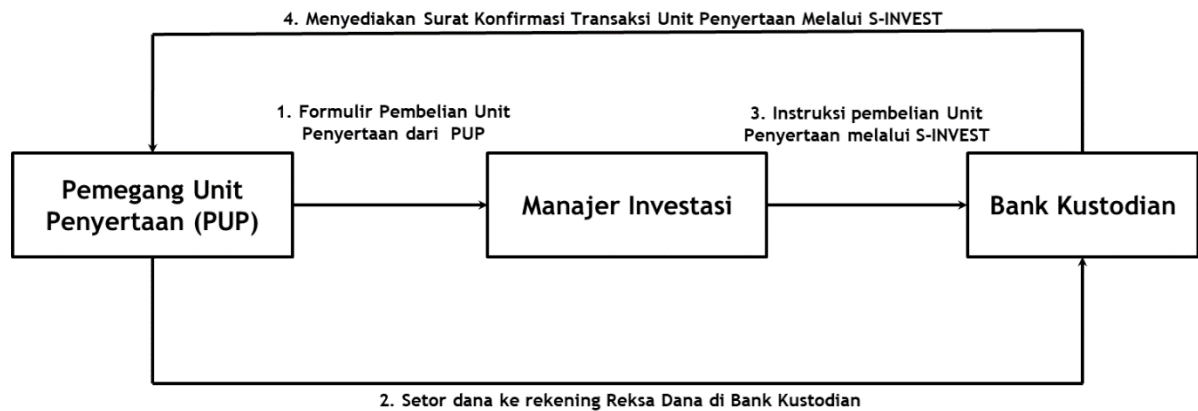 4. Menyediakan Surat Konfirmasi Transaksi Unit Penyertaan Melalui S-INVEST
1. Formulir Pembelian Unit
Penyertaan dari PUP
3. Instruksi pembelian Unit
Penyertaan melalui S-INVEST
Pemegang Unit
Penyertaan (PUP)
Manajer Investasi
Bank Kustodian
2. Setor dana ke rekening Reksa Dana di Bank Kustodian